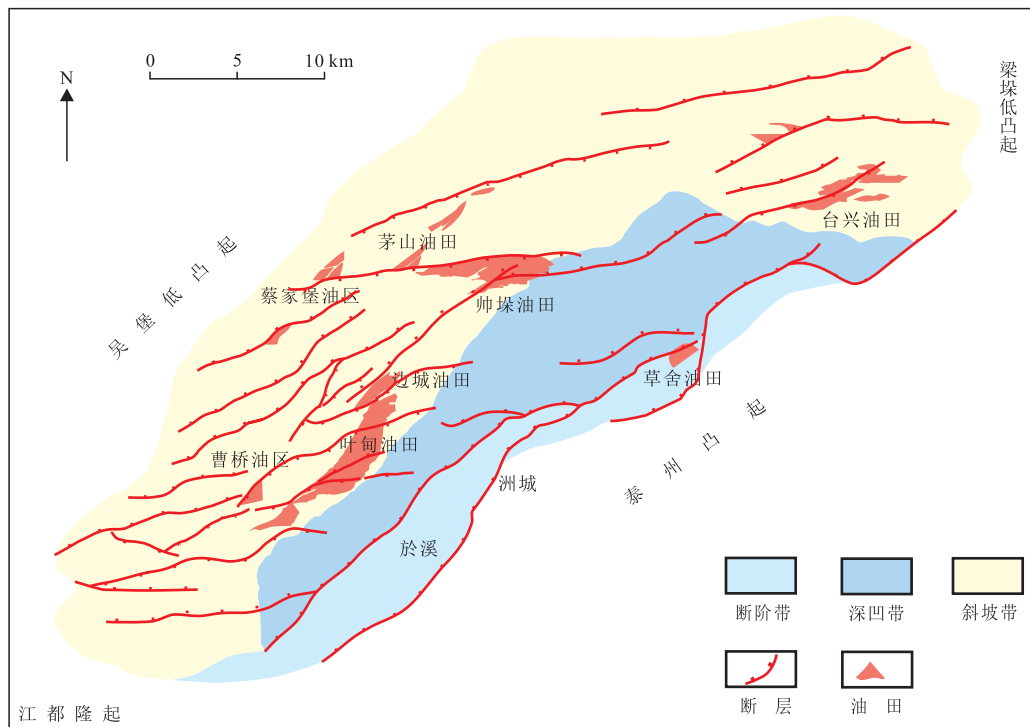 0 5 10 km
N
梁垛低凸起
台兴油田
茅山油田
吴堡低凸起
蔡家堡油区
帅垛油田
边城油田
草舍油田
叶甸油田
曹桥油区
泰州凸起
洲城
於溪
断阶带 深凹带 斜坡带
断层 油田
江都隆起